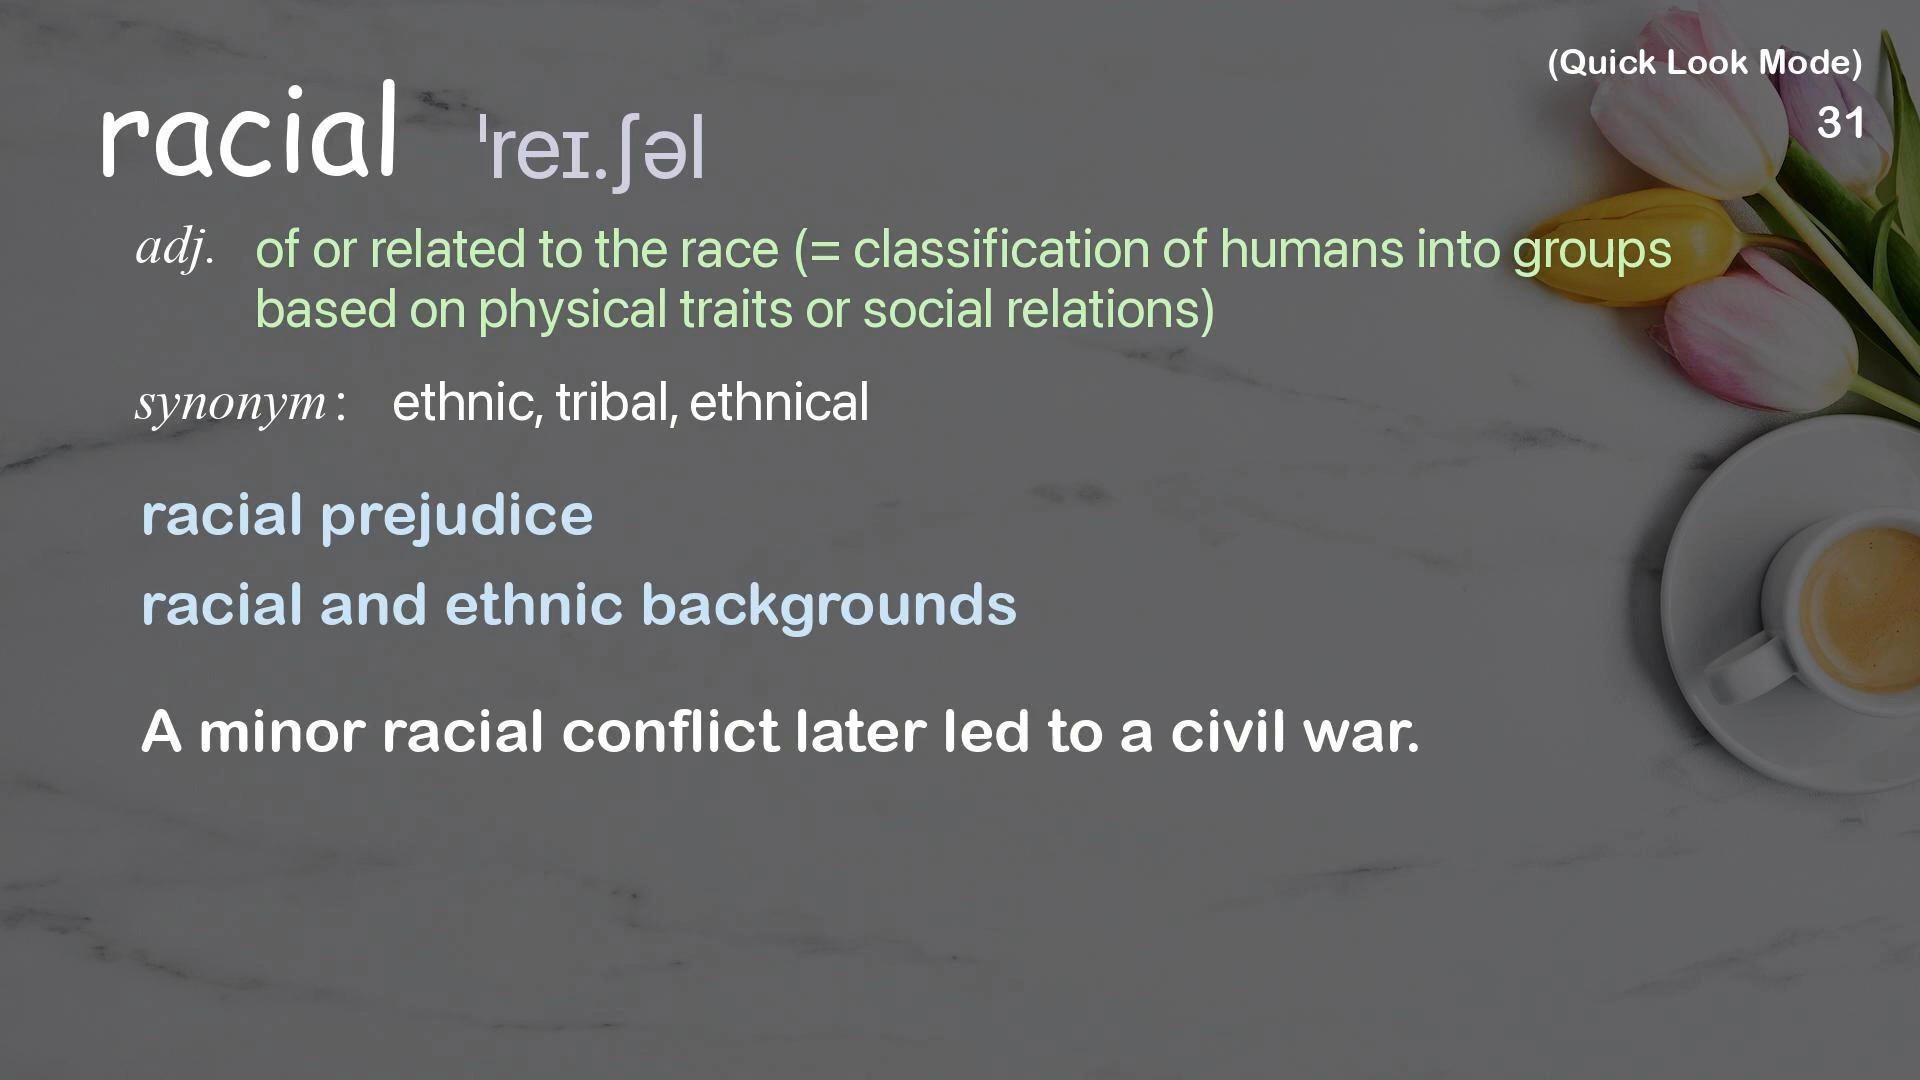 (Quick Look Mode)
31
racial ˈreɪ.ʃəl
adj. of or related to the race (= classification of humans into groups
based on physical traits or social relations)
synonym: ethnic, tribal, ethnical
racial prejudice
racial and ethnic backgrounds
A minor racial conflict later led to a civil war.